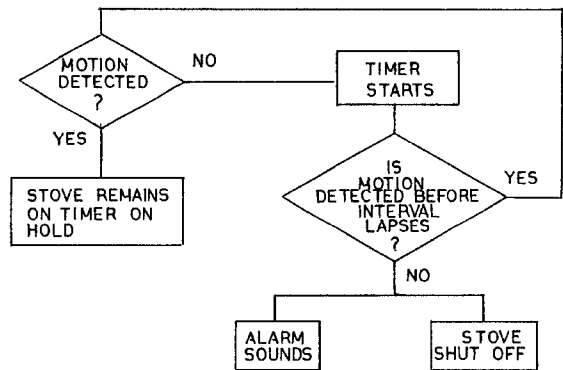 MOTION
DETECTED
?
NO
TIMER
STARTS
YES
STOVE REMAINS
ON TIMER ON
HOLD
IS
MOTION
DETECTED BEFORE
INTERVAL
LAPSES
?
YES
NO
ALARM
SOUNDS
STOVE
SHUT OFF